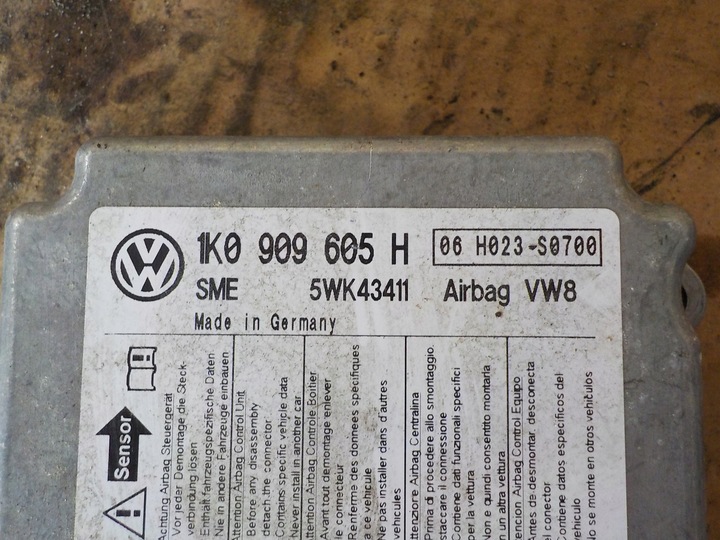 1K0 909 605 H
06 H023-S0700
SME 5WK43411 Airbag VW8
Made in Germany
Sensor
Achtung Airbag Steuergerät
Vor jeder Demontage die Steck-
verbindung lösen
Enthält fahrzeugspezifische Daten
Nie in andere Fahrzeuge einbauen
Attention Airbag Control Unit
Before any disassembly
detach the connector
Contains specific vehicle data
Never install in another car
Attention Airbag Controle Boitier
Avant tout demontage enlever
le connecteur
Renferme des donnees specifiques
a ce vehicule
Ne pas installer dans d'autres
vehicules
Attenzione Airbag Centralina
Prima di procedere allo smontaggio,
staccare il connessione
Contiene dati funzionali specifici
per la vettura
Non e quindi consentito montarla
in un altra vettura
Atencion Airbag Control Equipo
Antes de desmontar desconecta
el conector
Contiene datos especificos del
vehiculo
No se monte en otros vehiculos